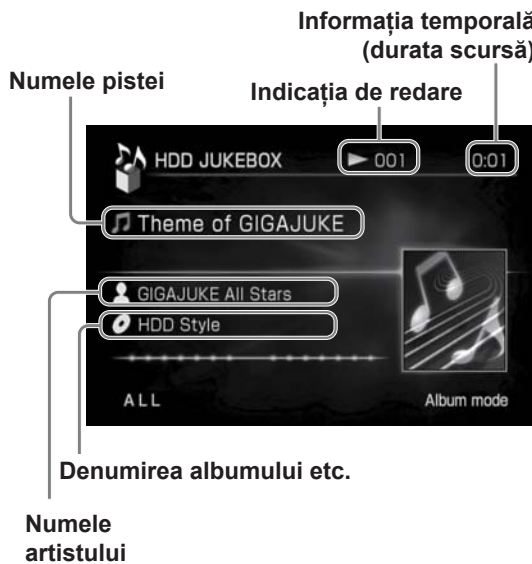 Informația temporală
(durata scursă)
Numele pistei
Indicația de redare
HDD JUKEBOX
001
0:01
Theme of GIGAJUKE
GIGAJUKE All Stars
HDD Style
ALL
Album mode
Denumirea albumului etc.
Numele
artistului